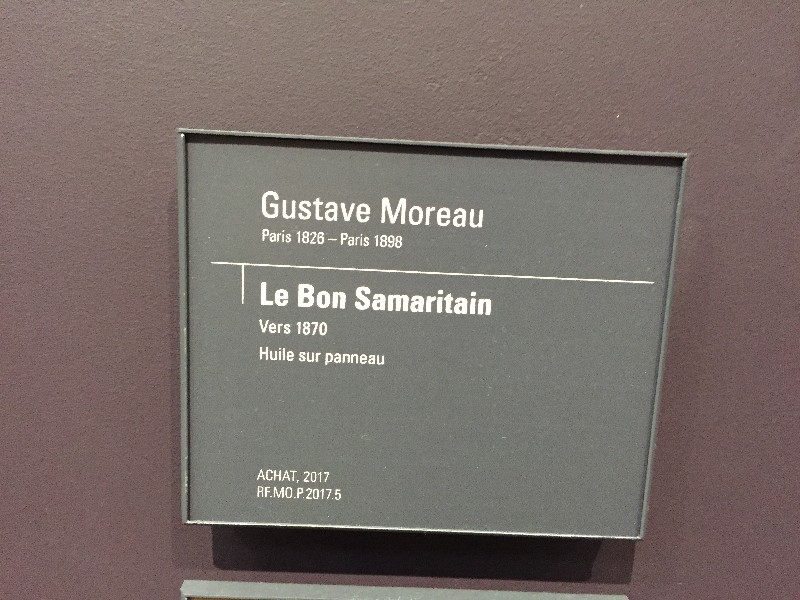 Gustave Moreau
Paris 1826 – Paris 1898
Le Bon Samaritain
Vers 1870
Huile sur panneau
ACHAT, 2017
RF.MO.P.2017.5